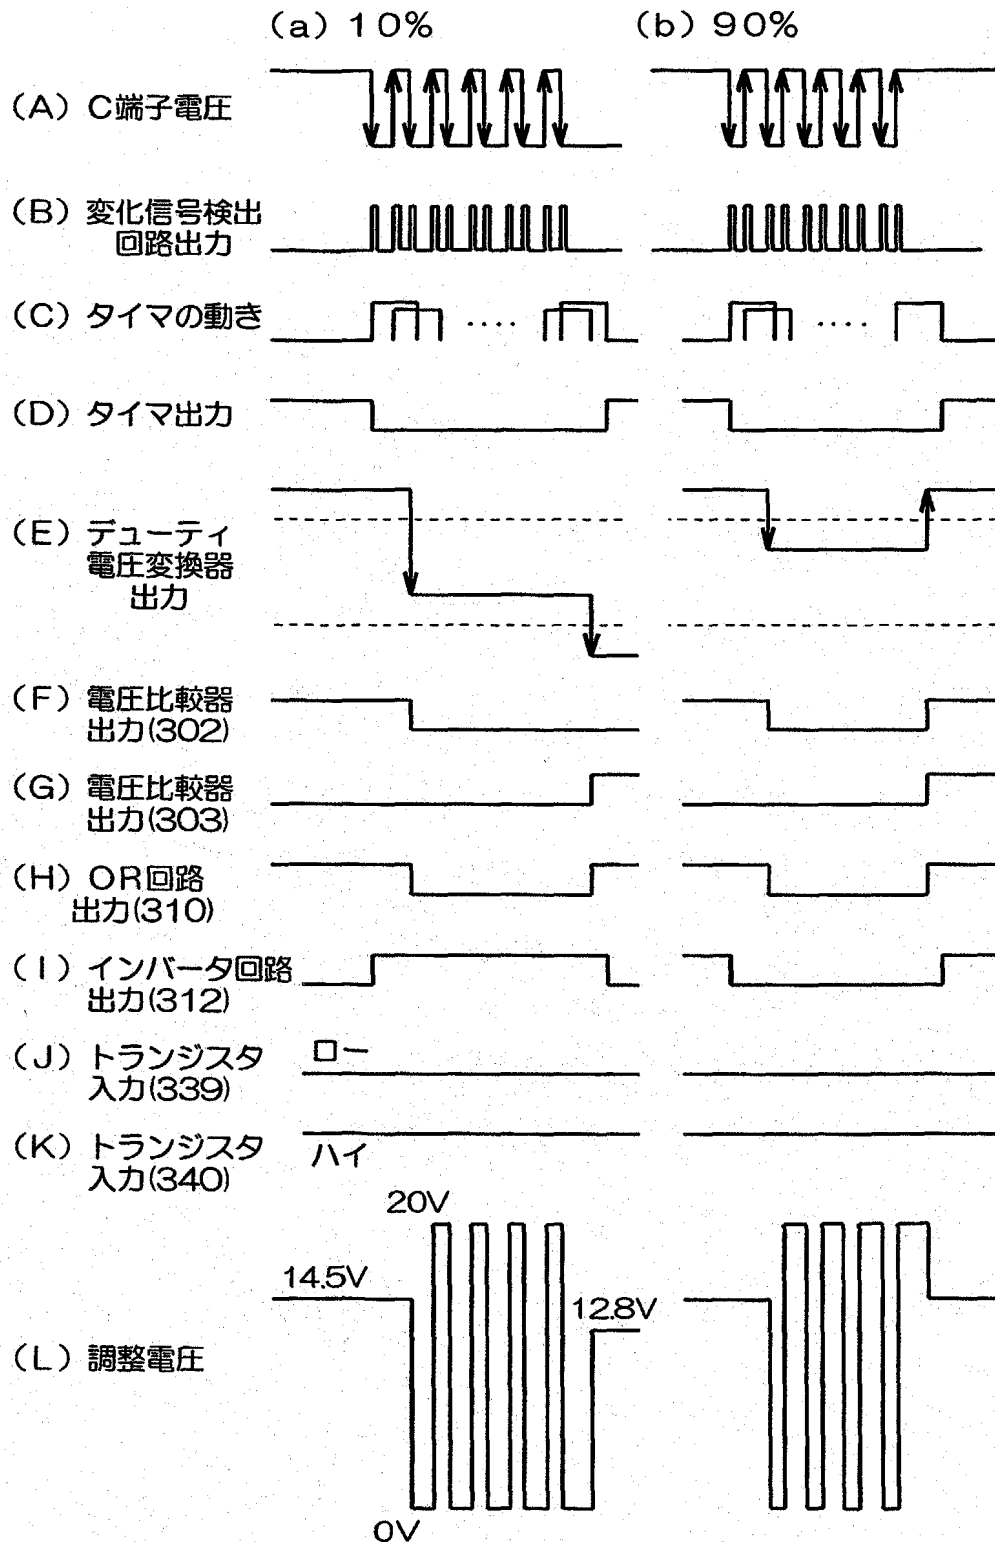 (a) 10%
(b) 90%
(A) C端子電圧
(B) 変化信号検出
回路出力
(C) タイマの動き
‥‥
‥‥
(D) タイマ出力
(E) デューティ
電圧変換器
出力
(F) 電圧比較器
出力(302)
(G) 電圧比較器
出力(303)
(H) OR回路
出力(310)
(I) インバータ回路
出力(312)
(J) トランジスタ
入力(339)
ロー
(K) トランジスタ
入力(340)
ハイ
20V
14.5V
12.8V
(L) 調整電圧
0V